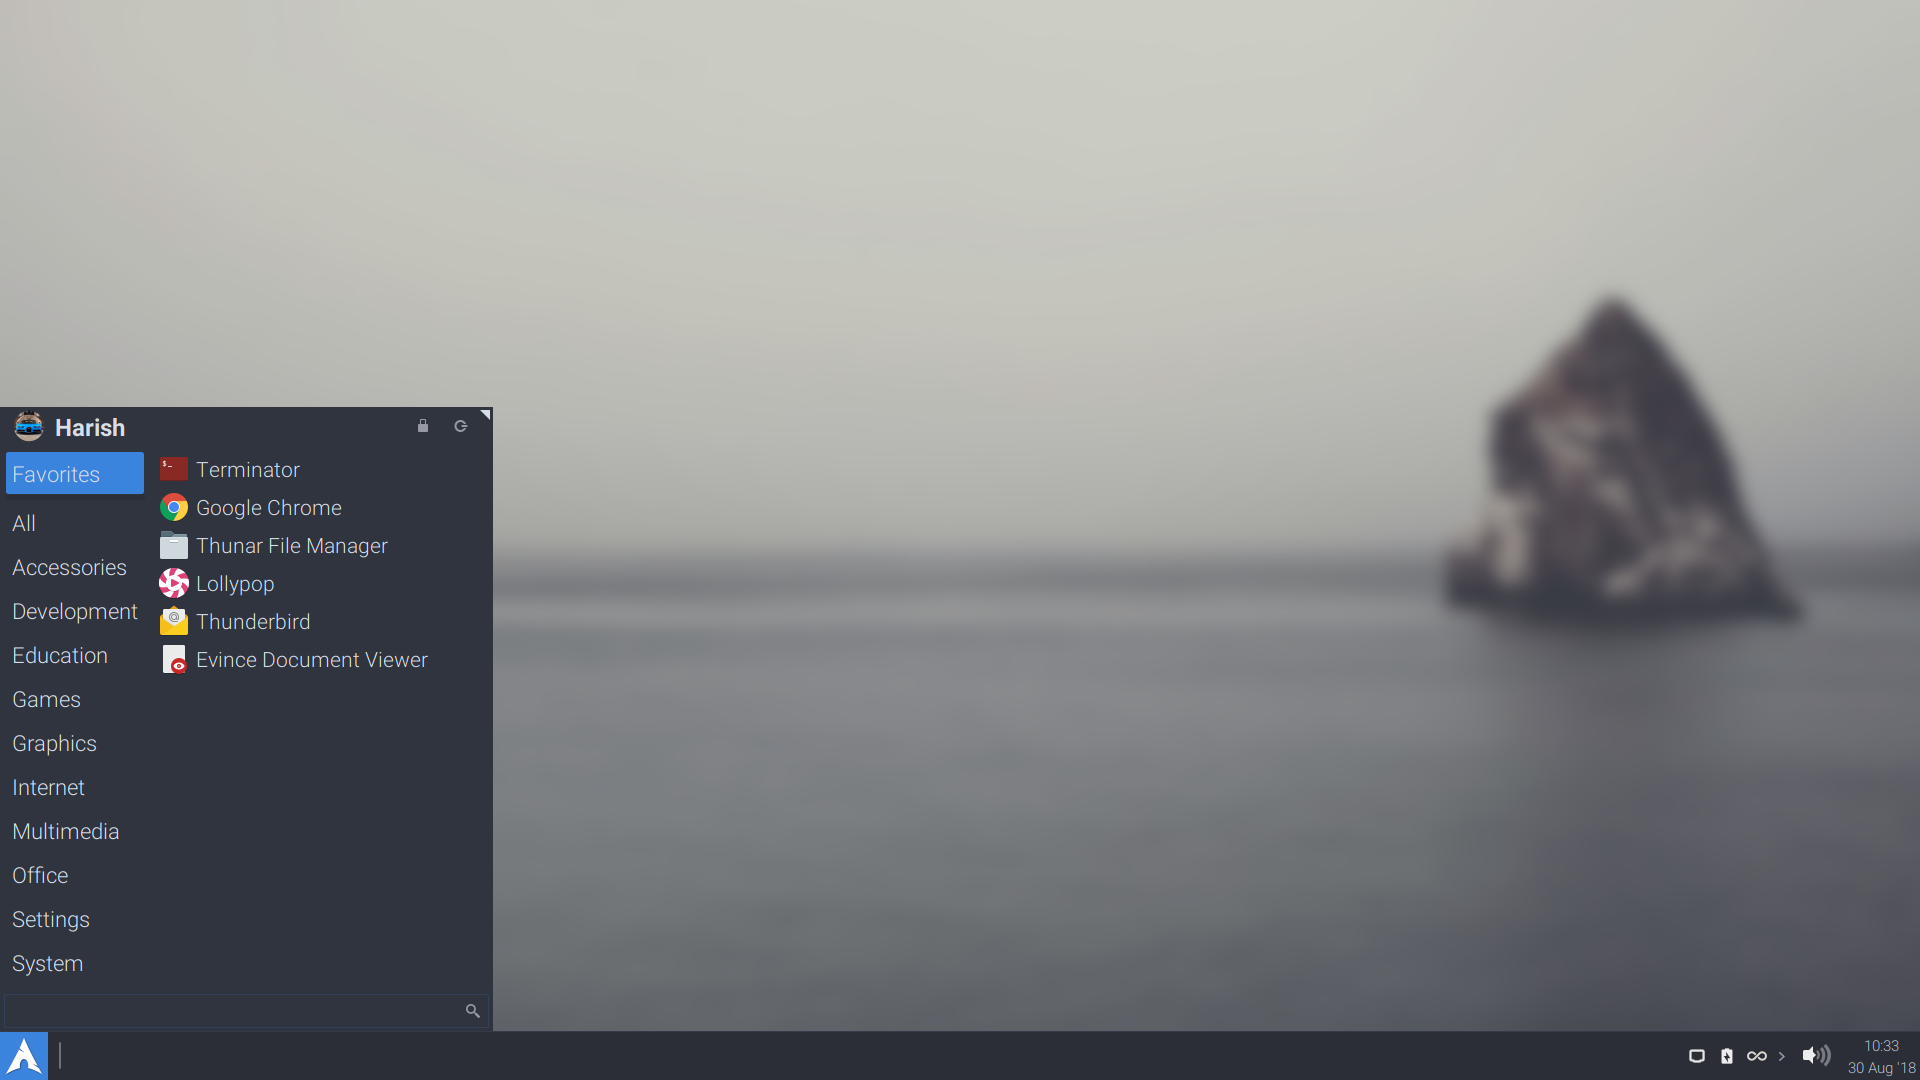 Harish
Favorites
All
Accessories
Development
Education
Games
Graphics
Internet
Multimedia
Office
Settings
System
Terminator
Google Chrome
Thunar File Manager
Lollypop
Thunderbird
Evince Document Viewer
10:33
30 Aug '18